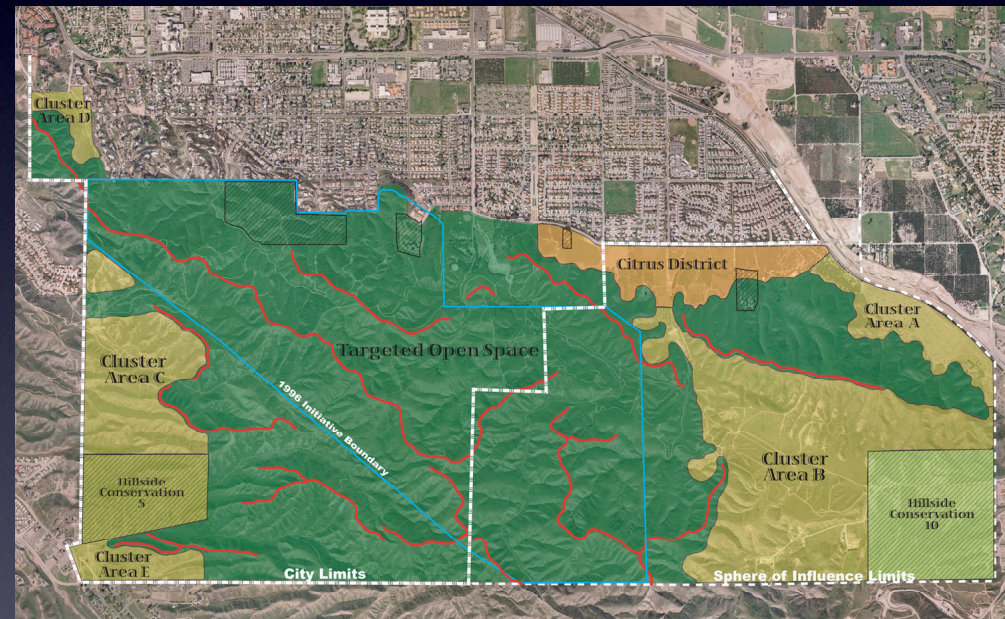 Cluster
Area D
Citrus District
Cluster
Area A
Targeted Open Space
Cluster
Area C
1996 Initiative Boundary
Cluster
Area B
Hillside
Conservation
5
Hillside
Conservation
10
Cluster
Area E
City Limits
Sphere of Influence Limits